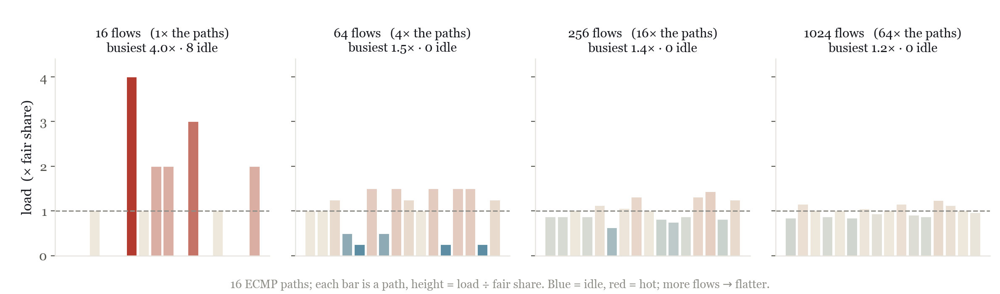 16 flows   (1× the paths)
busiest 4.0× · 8 idle
64 flows   (4× the paths)
busiest 1.5× · 0 idle
256 flows   (16× the paths)
busiest 1.4× · 0 idle
1024 flows   (64× the paths)
busiest 1.2× · 0 idle
load (× fair share)
4
3
2
1
0
16 ECMP paths; each bar is a path, height = load ÷ fair share. Blue = idle, red = hot; more flows → flatter.